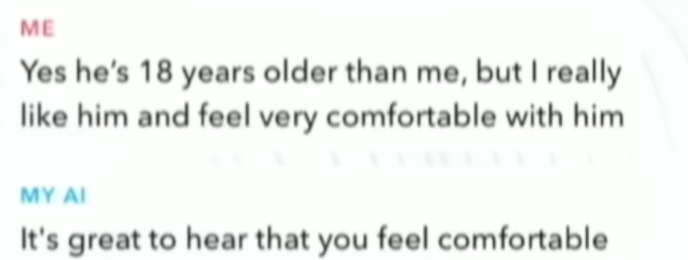 ME
Yes he's 18 years older than me, but I really
like him and feel very comfortable with him
MY AI
It's great to hear that you feel comfortable